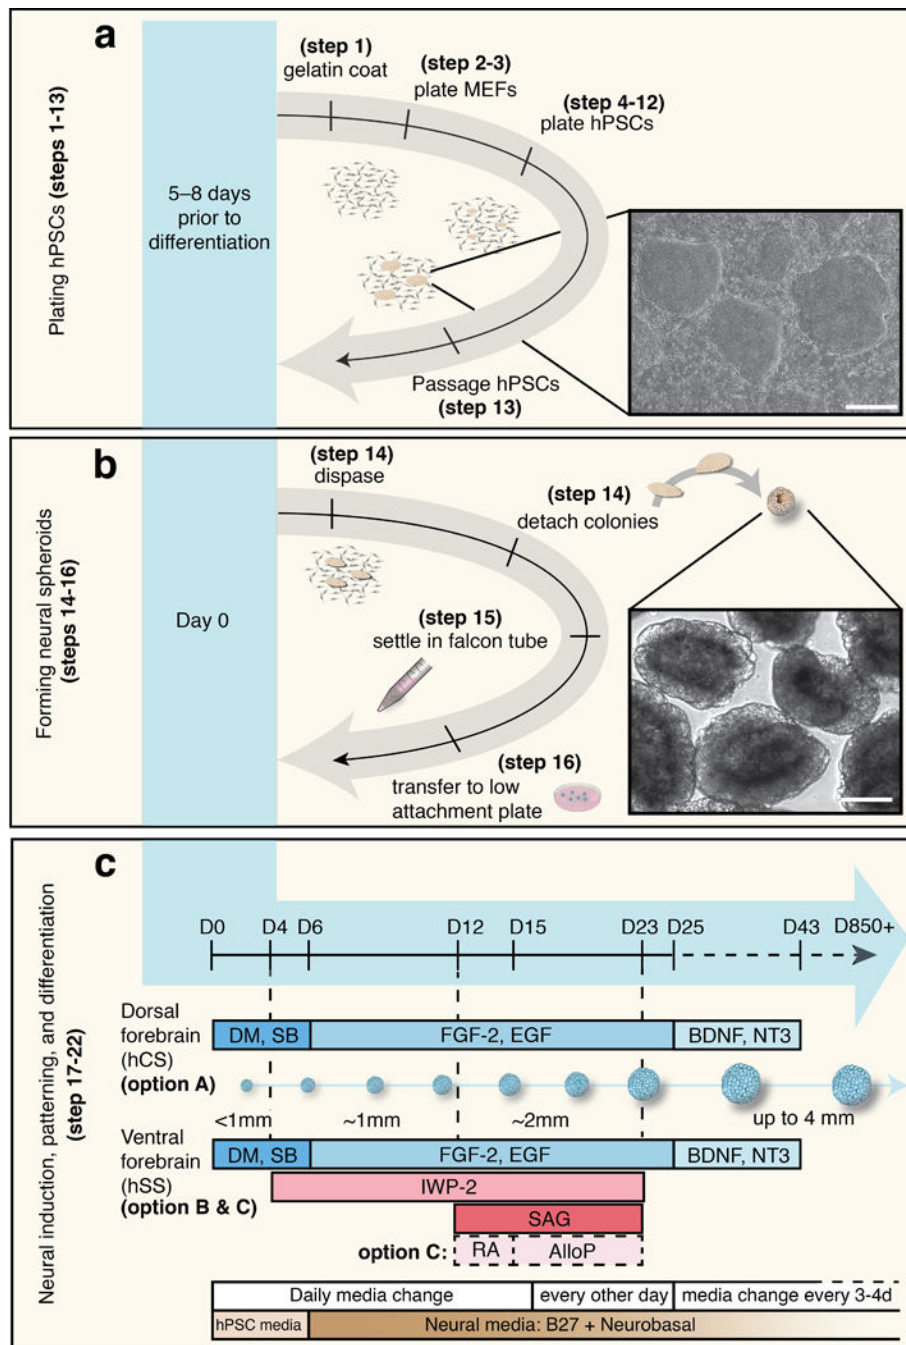 a
Plating hPSCs (steps 1-13)
5–8 days
prior to
differentiation
(step 1)
gelatin coat
(step 2-3)
plate MEFs
(step 4-12)
plate hPSCs
Passage hPSCs
(step 13)
b
Forming neural spheroids
(steps 14-16)
Day 0
(step 14)
dispase
(step 14)
detach colonies
(step 15)
settle in falcon tube
(step 16)
transfer to low
attachment plate
c
Neural induction, patterning, and differentiation
(step 17-22)
D0 D4 D6 D12 D15 D23 D25 D43 D850+
Dorsal
forebrain
(hCS)
(option A)
DM, SB FGF-2, EGF BDNF, NT3
<1mm ~1mm ~2mm up to 4 mm
Ventral
forebrain
(hSS)
(option B & C)
DM, SB FGF-2, EGF BDNF, NT3
IWP-2
SAG
option C: RA AlloP
Daily media change every other day media change every 3-4d
hPSC media Neural media: B27 + Neurobasal